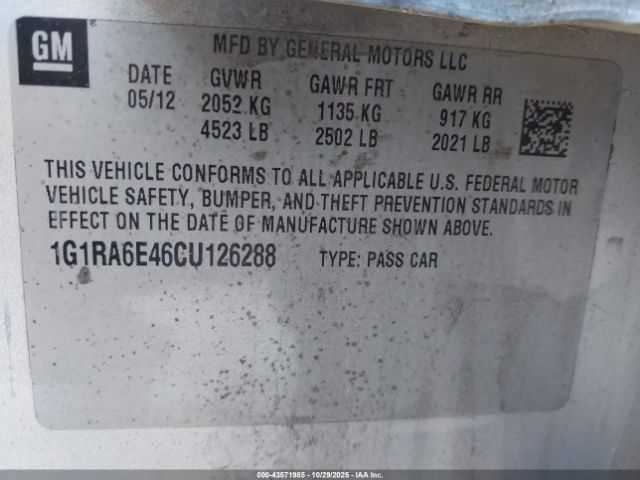 GM
MFD BY GENERAL MOTORS LLC
DATE GVWR GAWR FRT GAWR RR
05/12 2052 KG 1135 KG 917 KG
4523 LB 2502 LB 2021 LB
THIS VEHICLE CONFORMS TO ALL APPLICABLE U.S. FEDERAL MOTOR
VEHICLE SAFETY, BUMPER, AND THEFT PREVENTION STANDARDS IN
EFFECT ON THE DATE OF MANUFACTURE SHOWN ABOVE.
1G1RA6E46CU126288 TYPE: PASS CAR
000-43571985 10/29/2025 IAA Inc.